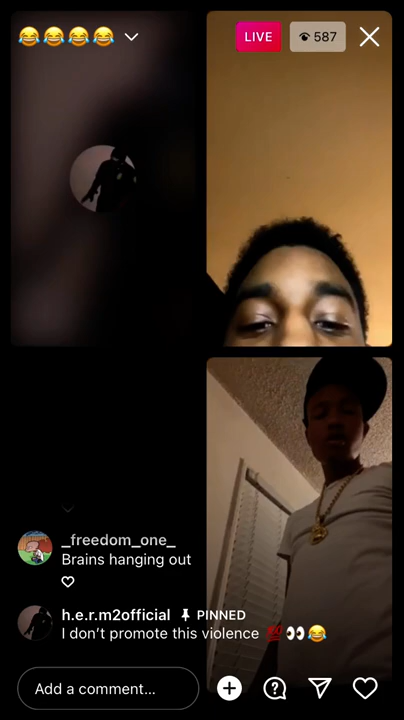 😂😂😂😂
LIVE
587
_freedom_one_
Brains hanging out
h.e.r.m2official PINNED
I don't promote this violence 💯👀😂
Add a comment...